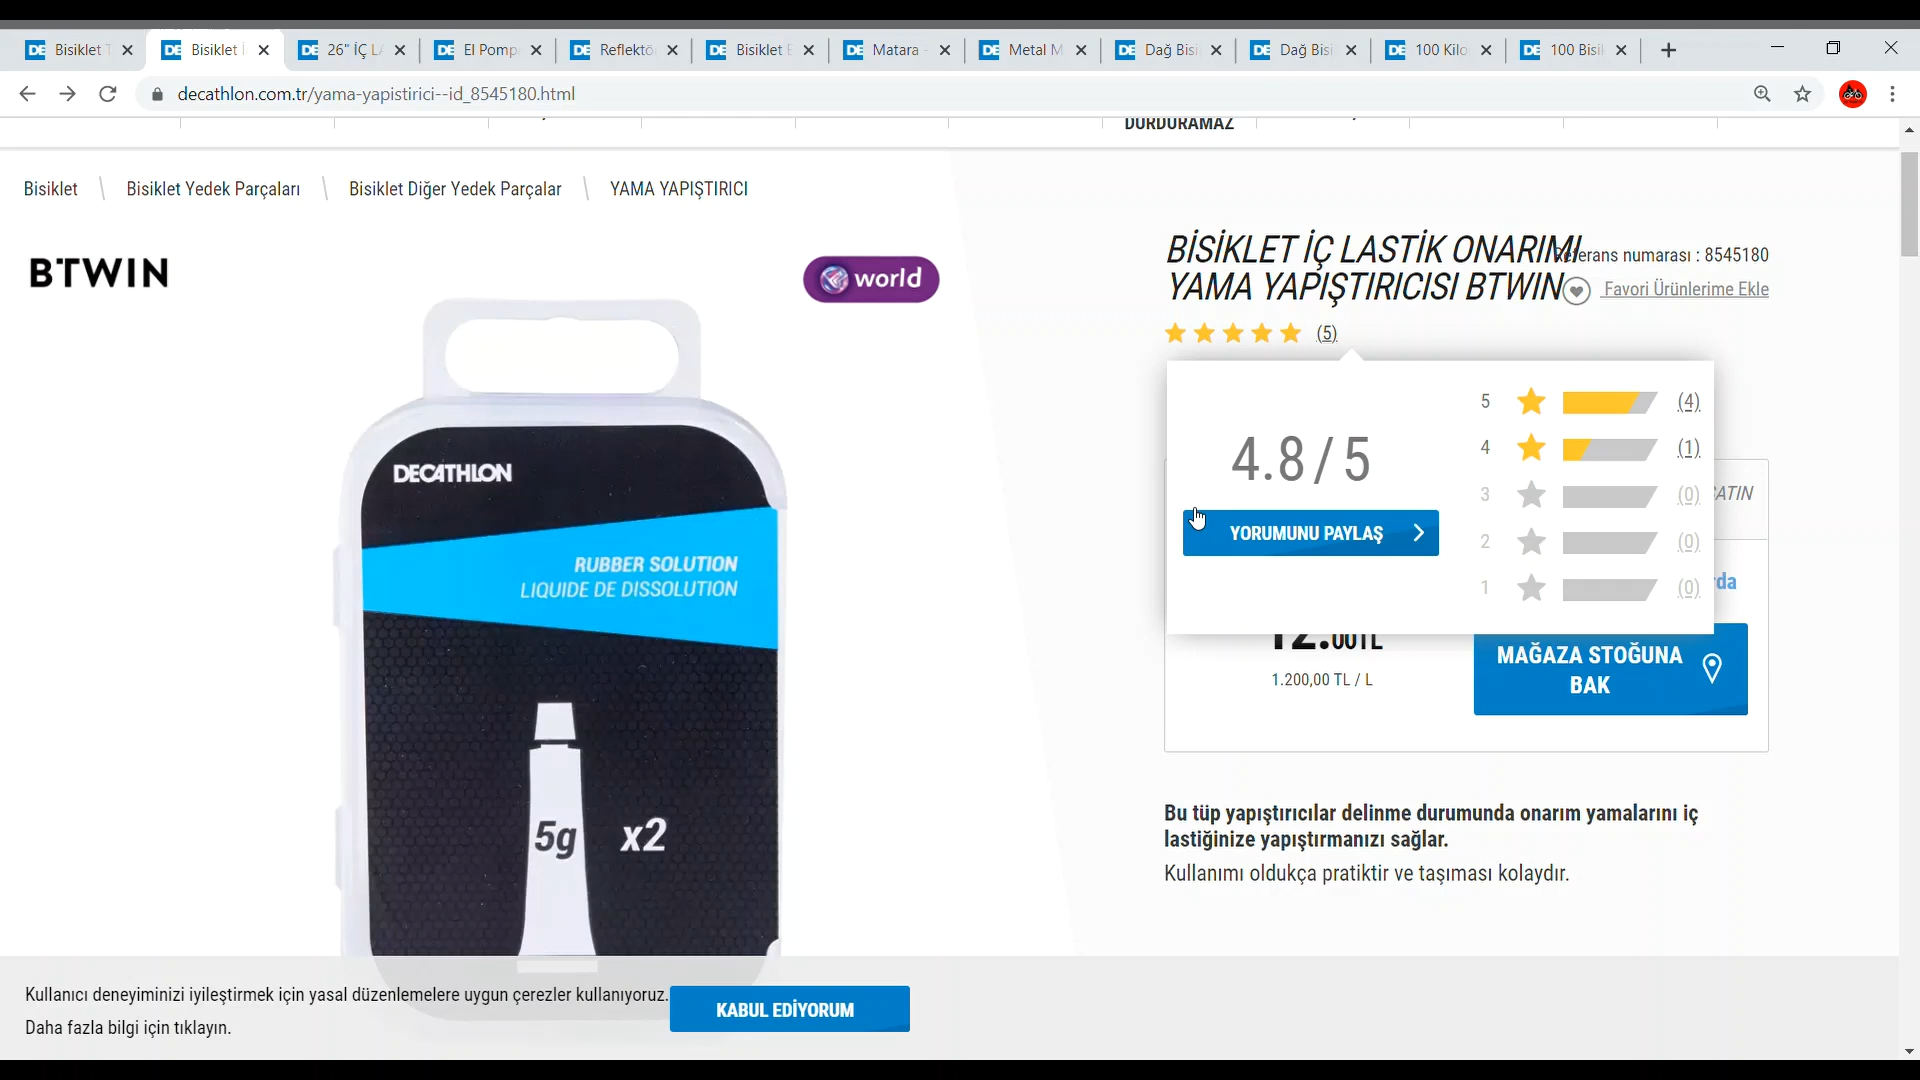 Bisiklet T
Bisiklet İ
26" İÇ LA
El Pomp
Reflektö
Bisiklet E
Matara -
Metal M
Dağ Bisi
Dağ Bisi
100 Kilo
100 Bisi
decathlon.com.tr/yama-yapistirici--id_8545180.html
DURDURAMAZ
Bisiklet
Bisiklet Yedek Parçaları
Bisiklet Diğer Yedek Parçalar
YAMA YAPIŞTIRICI
BTWIN
world
BİSİKLET İÇ LASTİK ONARIMI
YAMA YAPIŞTIRICISI BTWIN
Referans numarası : 8545180
Favori Ürünlerime Ekle
(5)
4.8/5
YORUMUNU PAYLAŞ
5 (4)
4 (1)
3 (0)
2 (0)
1 (0)
ATIN
rda
12.00TL
1.200,00 TL / L
MAĞAZA STOĞUNA
BAK
DECATHLON
RUBBER SOLUTION
LIQUIDE DE DISSOLUTION
5g x2
Bu tüp yapıştırıcılar delinme durumunda onarım yamalarını iç
lastiğinize yapıştırmanızı sağlar.
Kullanımı oldukça pratiktir ve taşıması kolaydır.
Kullanıcı deneyiminizi iyileştirmek için yasal düzenlemelere uygun çerezler kullanıyoruz.
Daha fazla bilgi için tıklayın.
KABUL EDİYORUM